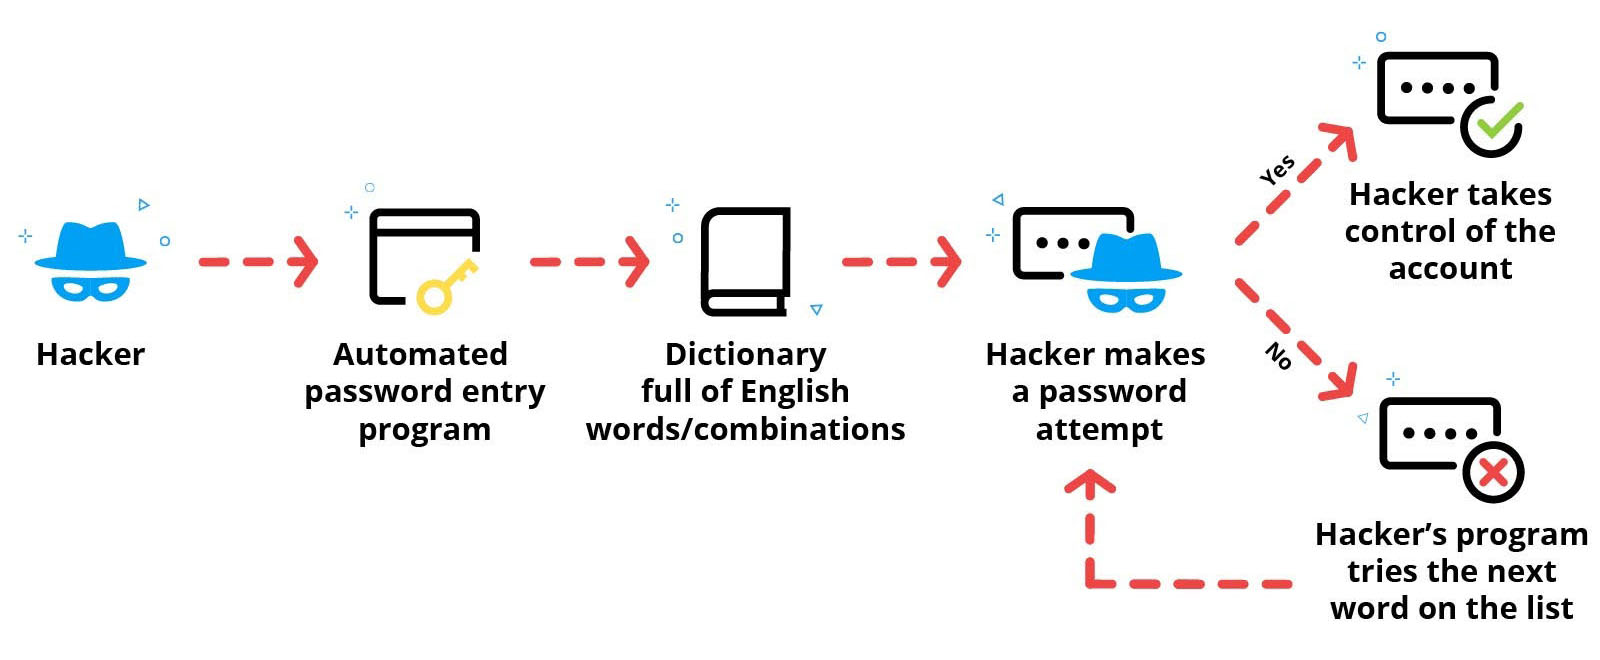 Hacker
Automated
password entry
program
Dictionary
full of English
words/combinations
Hacker makes
a password
attempt
Yes
Hacker takes
control of the
account
No
Hacker’s program
tries the next
word on the list